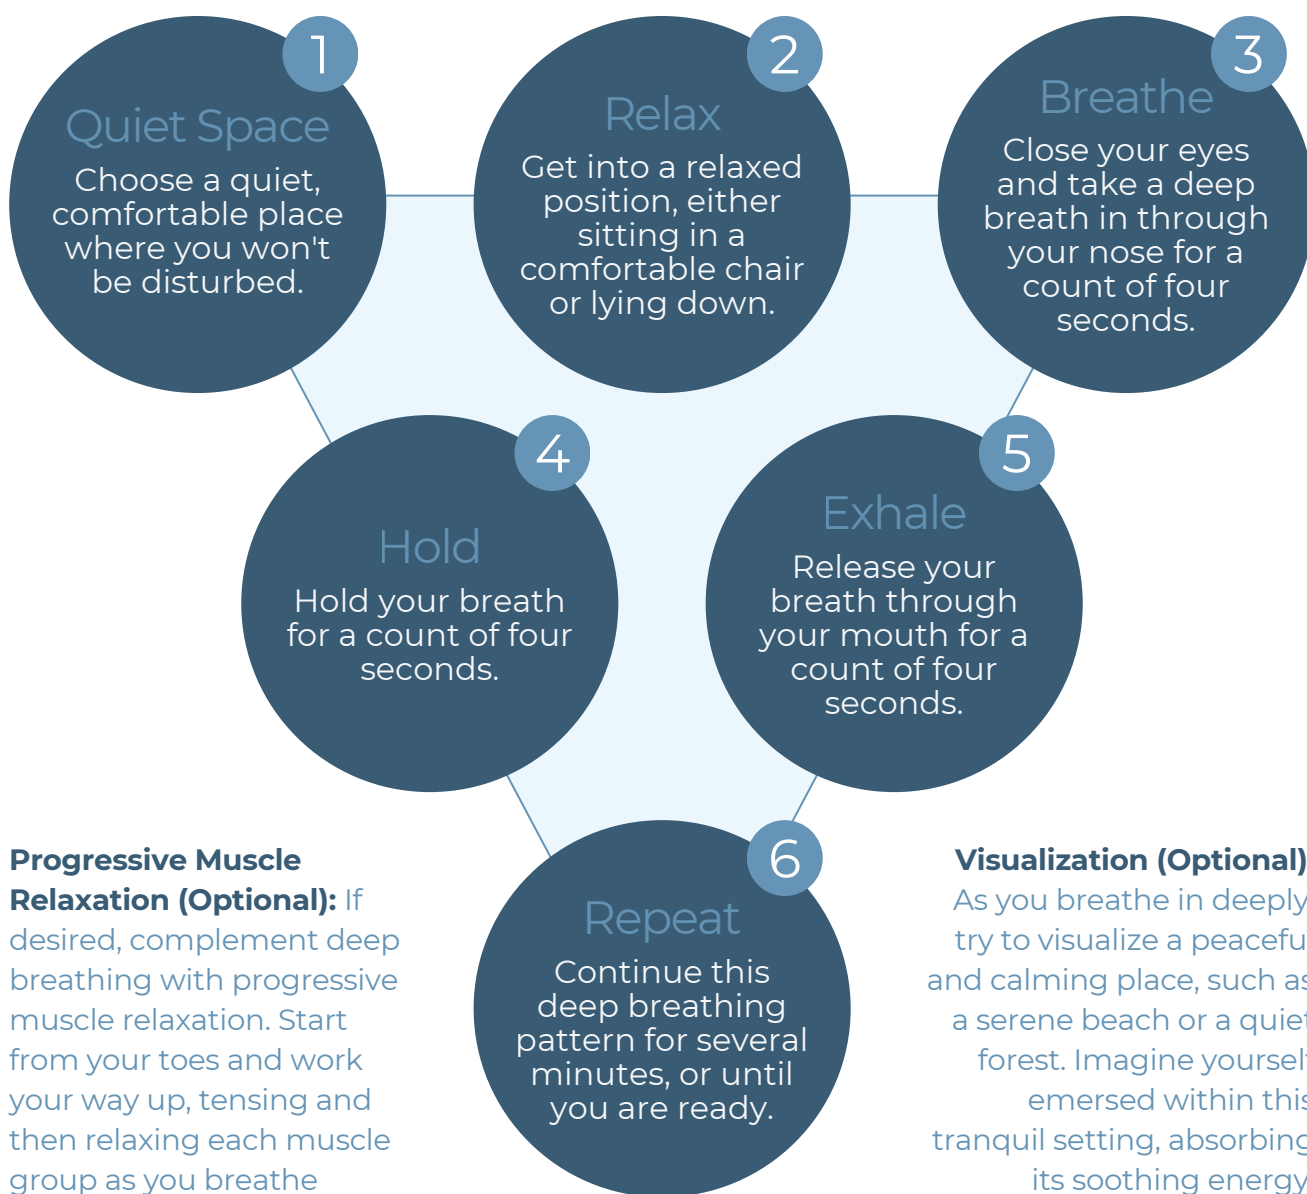 1
Quiet Space
Choose a quiet,
comfortable place
where you won't
be disturbed.
2
Relax
Get into a relaxed
position, either
sitting in a
comfortable chair
or lying down.
3
Breathe
Close your eyes
and take a deep
breath in through
your nose for a
count of four
seconds.
4
Hold
Hold your breath
for a count of four
seconds.
5
Exhale
Release your
breath through
your mouth for a
count of four
seconds.
6
Repeat
Continue this
deep breathing
pattern for several
minutes, or until
you are ready.
Progressive Muscle
Relaxation (Optional): If
desired, complement deep
breathing with progressive
muscle relaxation. Start
from your toes and work
your way up, tensing and
then relaxing each muscle
group as you breathe
Visualization (Optional)
As you breathe in deeply,
try to visualize a peaceful
and calming place, such as
a serene beach or a quiet
forest. Imagine yourself
emersed within this
tranquil setting, absorbing
its soothing energy.